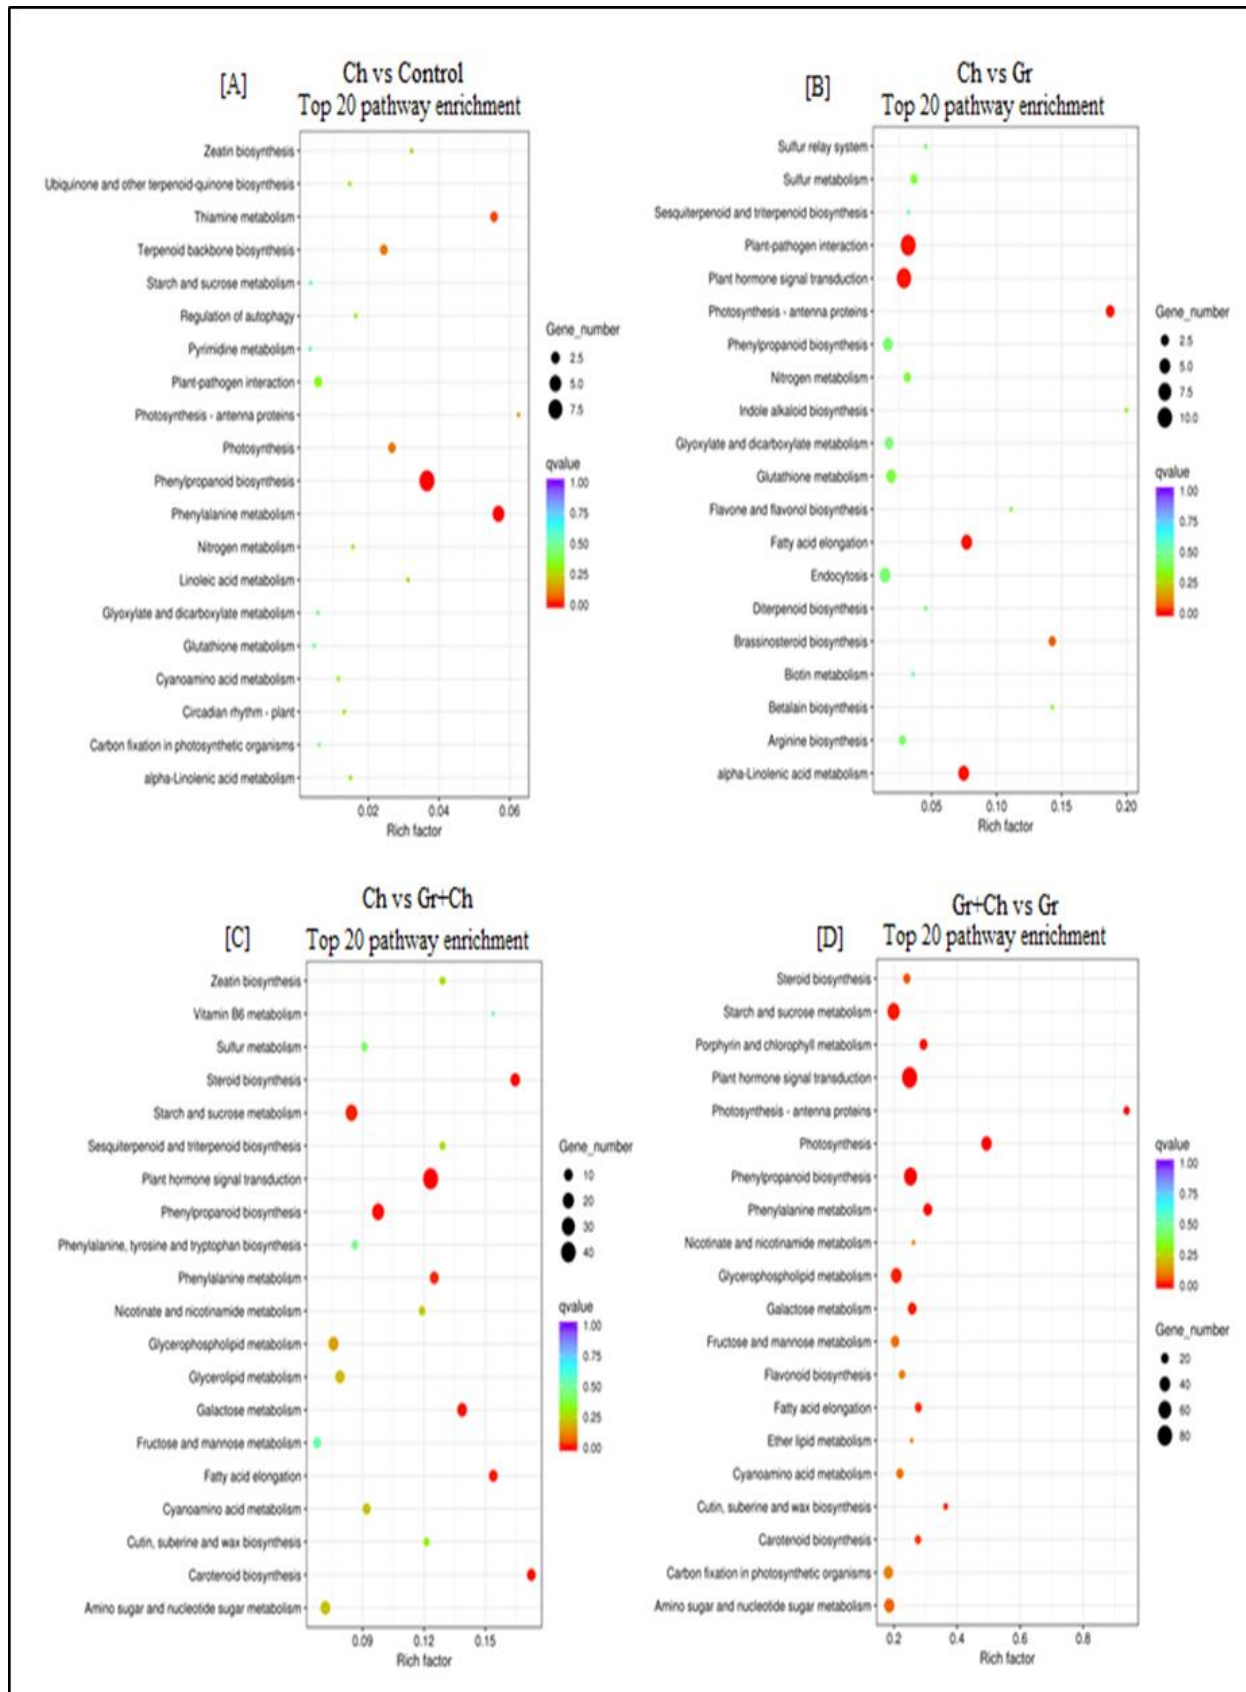 [A]
Ch vs Control
Top 20 pathway enrichment
Zeatin biosynthesis
Ubiquinone and other terpenoid-quinone biosynthesis
Thiamine metabolism
Terpenoid backbone biosynthesis
Starch and sucrose metabolism
Regulation of autophagy
Pyrimidine metabolism
Plant-pathogen interaction
Photosynthesis - antenna proteins
Photosynthesis
Phenylpropanoid biosynthesis
Phenylalanine metabolism
Nitrogen metabolism
Linoleic acid metabolism
Glyoxylate and dicarboxylate metabolism
Glutathione metabolism
Cyanoamino acid metabolism
Circadian rhythm - plant
Carbon fixation in photosynthetic organisms
alpha-Linolenic acid metabolism
0.02 0.04 0.06
Rich factor
Gene_number
2.5
5.0
7.5
qvalue
1.00
0.75
0.50
0.25
0.00
[B]
Ch vs Gr
Top 20 pathway enrichment
Sulfur relay system
Sulfur metabolism
Sesquiterpenoid and triterpenoid biosynthesis
Plant-pathogen interaction
Plant hormone signal transduction
Photosynthesis - antenna proteins
Phenylpropanoid biosynthesis
Nitrogen metabolism
Indole alkaloid biosynthesis
Glyoxylate and dicarboxylate metabolism
Glutathione metabolism
Flavone and flavonol biosynthesis
Fatty acid elongation
Endocytosis
Diterpenoid biosynthesis
Brassinosteroid biosynthesis
Biotin metabolism
Betalain biosynthesis
Arginine biosynthesis
alpha-Linolenic acid metabolism
0.05 0.10 0.15 0.20
Rich factor
Gene_number
2.5
5.0
7.5
10.0
qvalue
1.00
0.75
0.50
0.25
0.00
[C]
Ch vs Gr+Ch
Top 20 pathway enrichment
Zeatin biosynthesis
Vitamin B6 metabolism
Sulfur metabolism
Steroid biosynthesis
Starch and sucrose metabolism
Sesquiterpenoid and triterpenoid biosynthesis
Plant hormone signal transduction
Phenylpropanoid biosynthesis
Phenylalanine, tyrosine and tryptophan biosynthesis
Phenylalanine metabolism
Nicotinate and nicotinamide metabolism
Glycerophospholipid metabolism
Glycerolipid metabolism
Galactose metabolism
Fructose and mannose metabolism
Fatty acid elongation
Cyanoamino acid metabolism
Cutin, suberine and wax biosynthesis
Carotenoid biosynthesis
Amino sugar and nucleotide sugar metabolism
0.09 0.12 0.15
Rich factor
Gene_number
10
20
30
40
qvalue
1.00
0.75
0.50
0.25
0.00
[D]
Gr+Ch vs Gr
Top 20 pathway enrichment
Steroid biosynthesis
Starch and sucrose metabolism
Porphyrin and chlorophyll metabolism
Plant hormone signal transduction
Photosynthesis - antenna proteins
Photosynthesis
Phenylpropanoid biosynthesis
Phenylalanine metabolism
Nicotinate and nicotinamide metabolism
Glycerophospholipid metabolism
Galactose metabolism
Fructose and mannose metabolism
Flavonoid biosynthesis
Fatty acid elongation
Ether lipid metabolism
Cyanoamino acid metabolism
Cutin, suberine and wax biosynthesis
Carotenoid biosynthesis
Carbon fixation in photosynthetic organisms
Amino sugar and nucleotide sugar metabolism
0.2 0.4 0.6 0.8
Rich factor
qvalue
1.00
0.75
0.50
0.25
0.00
Gene_number
20
40
60
80